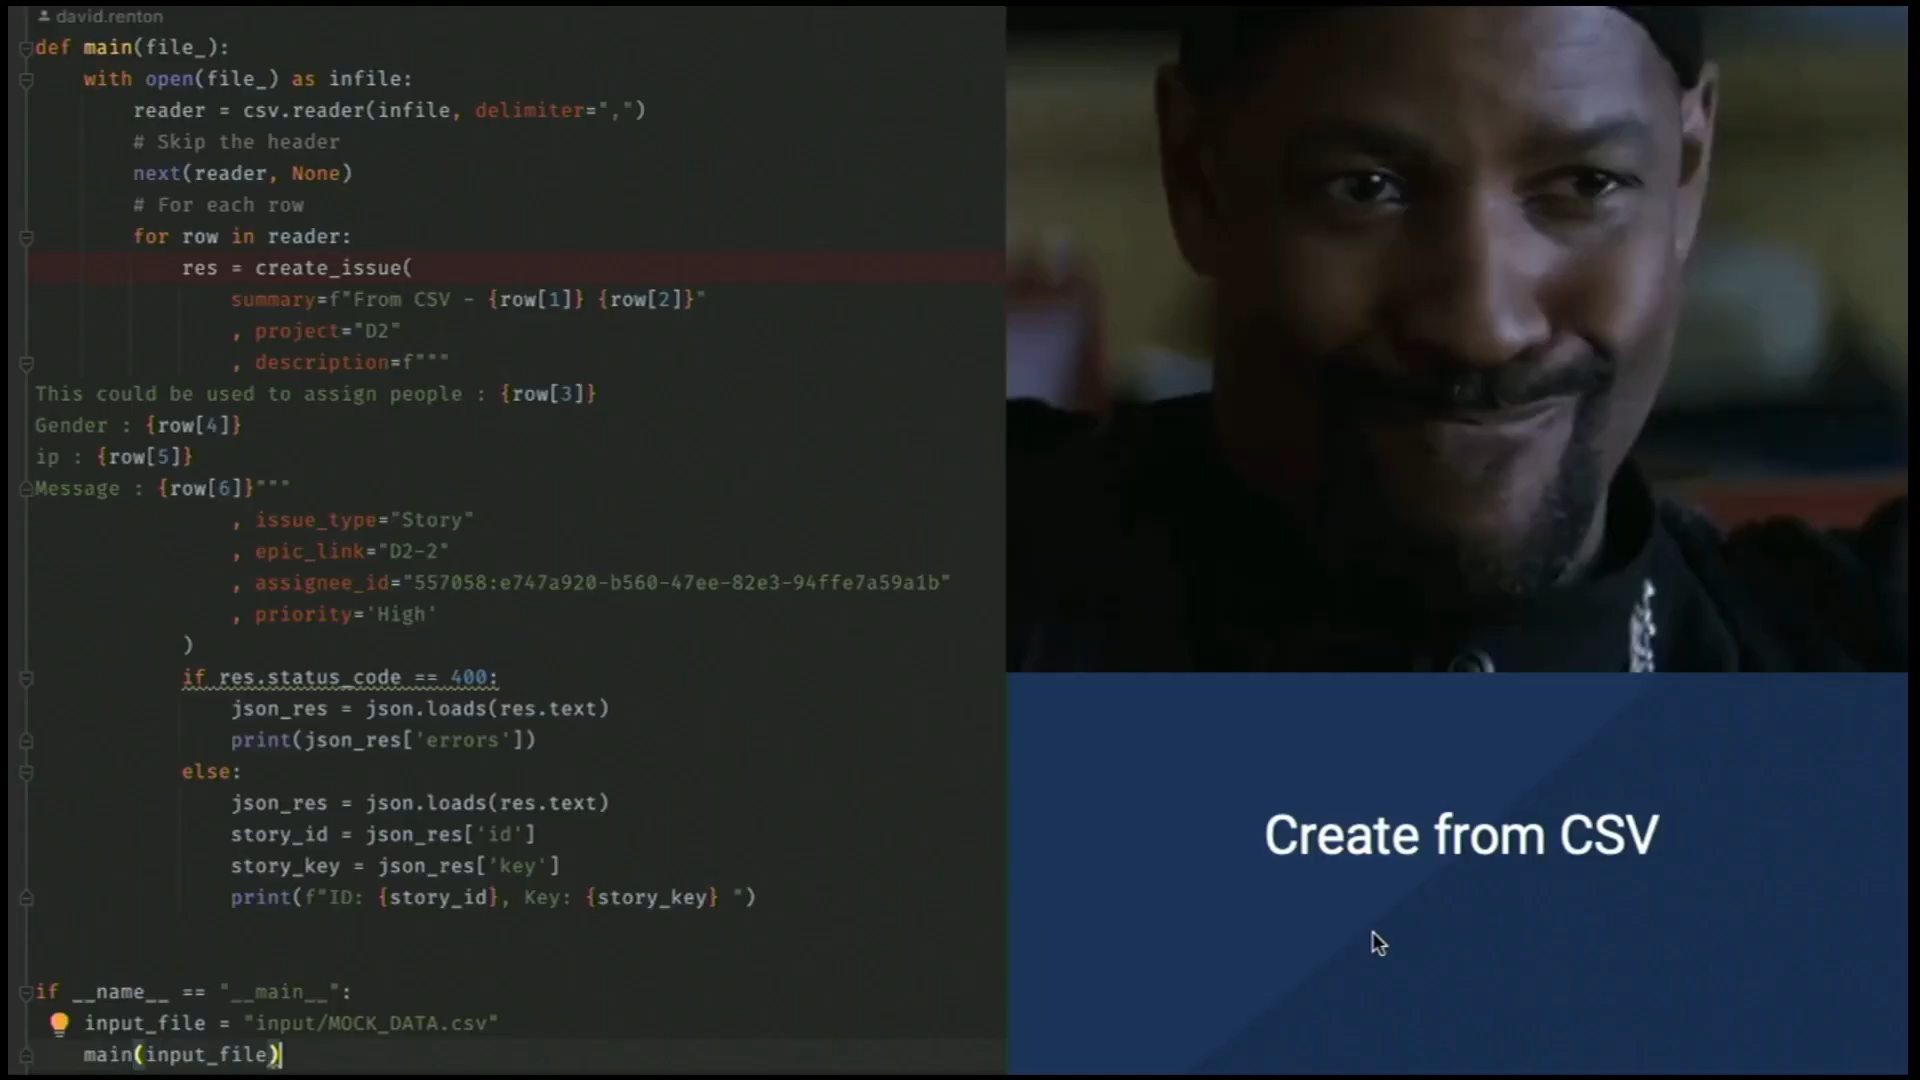 david.renton
def main(file_):
    with open(file_) as infile:
        reader = csv.reader(infile, delimiter=",")
        # Skip the header
        next(reader, None)
        # For each row
        for row in reader:
            res = create_issue(
                summary=f"From CSV - {row[1]} {row[2]}"
                , project="D2"
                , description=f"""
This could be used to assign people : {row[3]}
Gender : {row[4]}
ip : {row[5]}
Message : {row[6]}"""
                , issue_type="Story"
                , epic_link="D2-2"
                , assignee_id="557058:e747a920-b560-47ee-82e3-94ffe7a59a1b"
                , priority='High'
            )
            if res.status_code == 400:
                json_res = json.loads(res.text)
                print(json_res['errors'])
            else:
                json_res = json.loads(res.text)
                story_id = json_res['id']
                story_key = json_res['key']
                print(f"ID: {story_id}, Key: {story_key} ")
if __name__ == "__main__":
    input_file = "input/MOCK_DATA.csv"
    main(input_file)
Create from CSV